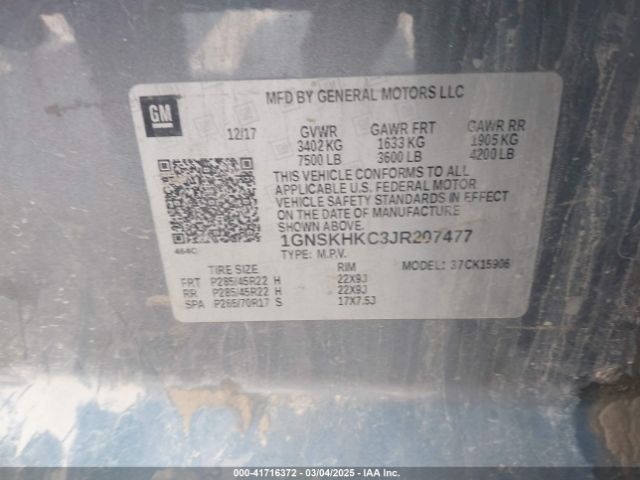 GM
MFD BY GENERAL MOTORS LLC
12/17 GVWR GAWR FRT GAWR RR
3402 KG 1633 KG 1905 KG
7500 LB 3600 LB 4200 LB
THIS VEHICLE CONFORMS TO ALL
APPLICABLE U.S. FEDERAL MOTOR
VEHICLE SAFETY STANDARDS IN EFFECT
ON THE DATE OF MANUFACTURE
SHOWN ABOVE.
1GNSKHKC3JR207477
464C
TYPE: M.P.V. MODEL: 37CK15906
TIRE SIZE RIM
FRT P285/45R22 H 22X9J
RR P285/45R22 H 22X9J
SPA P265/70R17 S 17X7.5J
000-41716372 | 03/04/2025 - IAA Inc.